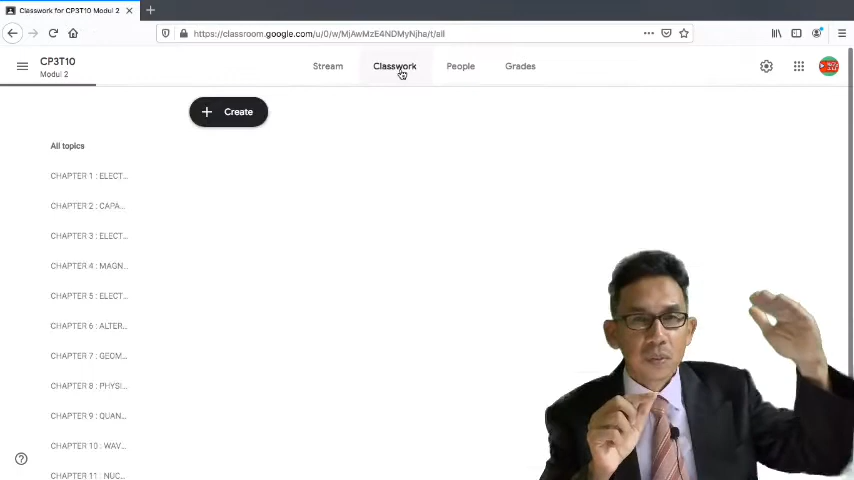 Classwork for CP3T10 Modul 2
https://classroom.google.com/u/0/w/MjAwMzE4NDMyNjha/t/all
CP3T10
Modul 2
Stream
Classwork
People
Grades
Create
All topics
CHAPTER 1 : ELECT...
CHAPTER 2 : CAPA...
CHAPTER 3 : ELECT...
CHAPTER 4 : MAGN...
CHAPTER 5 : ELECT...
CHAPTER 6 : ALTER...
CHAPTER 7 : GEOM...
CHAPTER 8 : PHYSI...
CHAPTER 9 : QUAN...
CHAPTER 10 : WAV...
CHAPTER 11 : NUC...